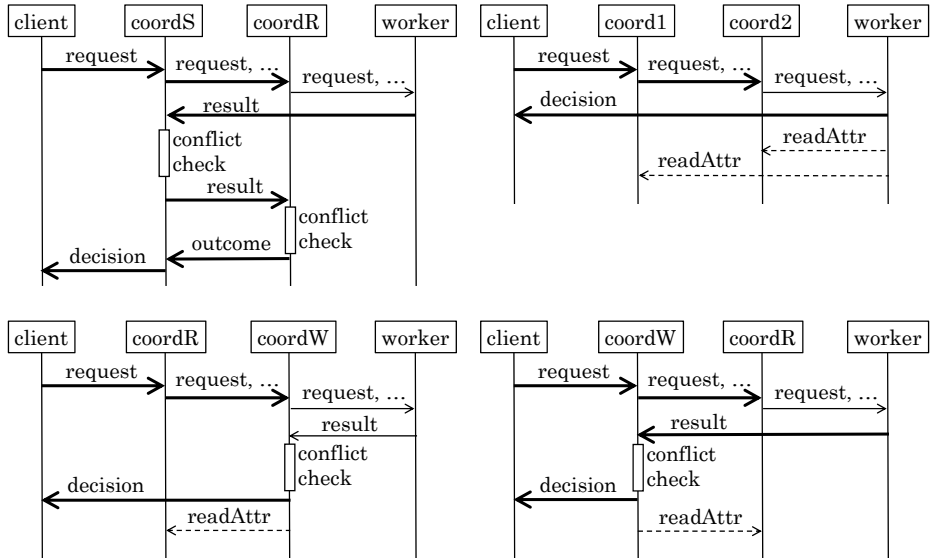 client coordS coordR worker
request
request, ...
request, ...
result
conflict
check
result
conflict
check
outcome
decision
client coord1 coord2 worker
request
request, ...
request, ...
decision
readAttr
readAttr
client coordR coordW worker
request
request, ...
request, ...
result
conflict
check
decision
readAttr
client coordW coordR worker
request
request, ...
request, ...
result
conflict
check
decision
readAttr